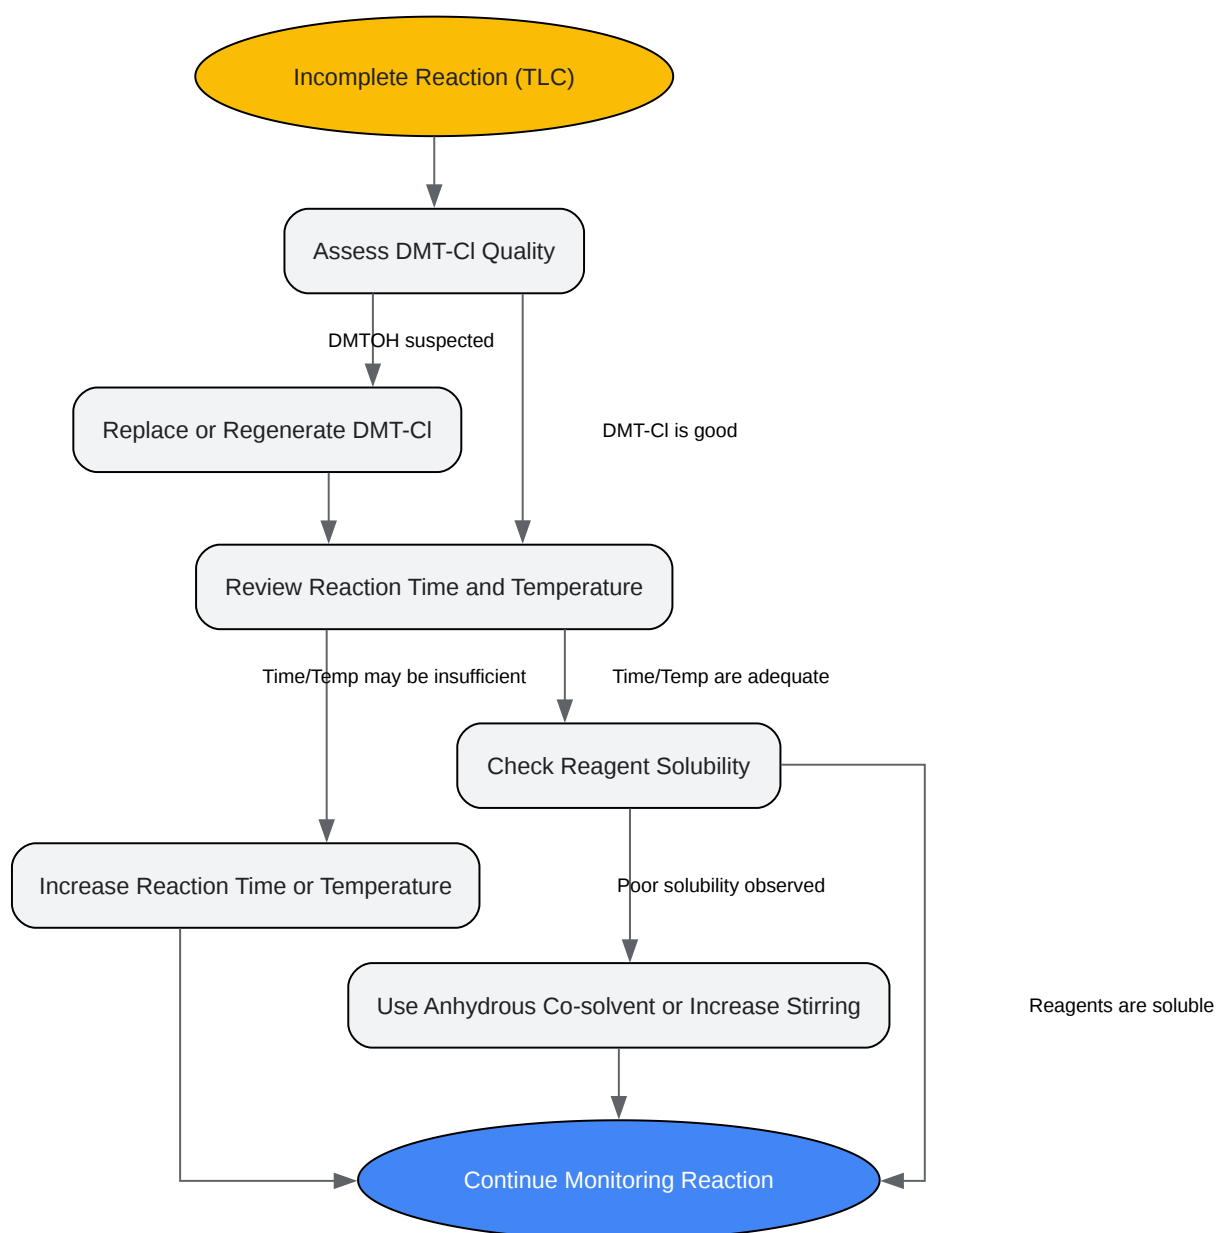 Incomplete Reaction (TLC)
Assess DMT-Cl Quality
DMTOH suspected
Replace or Regenerate DMT-Cl
DMT-Cl is good
Review Reaction Time and Temperature
Time/Temp may be insufficient
Time/Temp are adequate
Check Reagent Solubility
Increase Reaction Time or Temperature
Poor solubility observed
Use Anhydrous Co-solvent or Increase Stirring
Reagents are soluble
Continue Monitoring Reaction